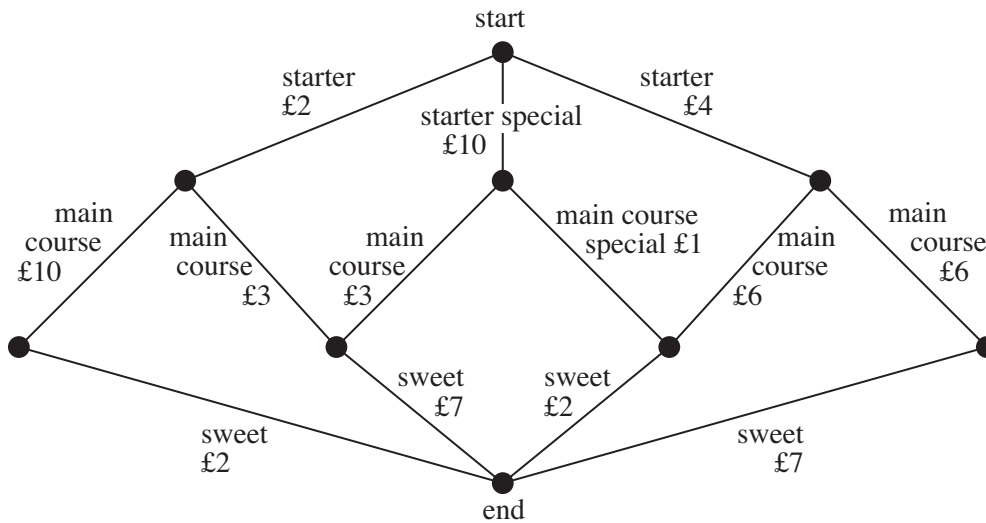 start
starter
£2
starter special
£10
starter
£4
main
course
£10
main
course
£3
main
course
£3
main course
special £1
main
course
£6
main
course
£6
sweet
£2
sweet
£7
sweet
£2
sweet
£7
end